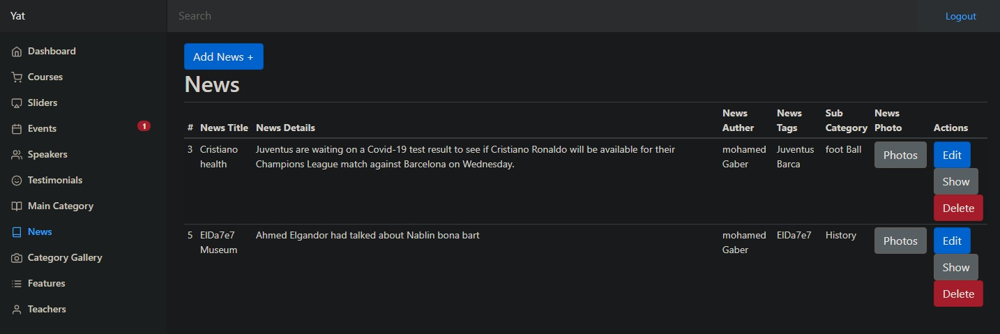 Yat
Search
Logout
Dashboard
Courses
Sliders
Events 1
Speakers
Testimonials
Main Category
News
Category Gallery
Features
Teachers
Add News +
News
# News Title News Details News Auther News Tags Sub Category News Photo Actions
3 Cristiano health
Juventus are waiting on a Covid-19 test result to see if Cristiano Ronaldo will be available for their
Champions League match against Barcelona on Wednesday.
mohamed Gaber
Juventus Barca
foot Ball
Photos
Edit
Show
Delete
5 ElDa7e7 Museum
Ahmed Elgandor had talked about Nablin bona bart
mohamed Gaber
ElDa7e7
History
Photos
Edit
Show
Delete